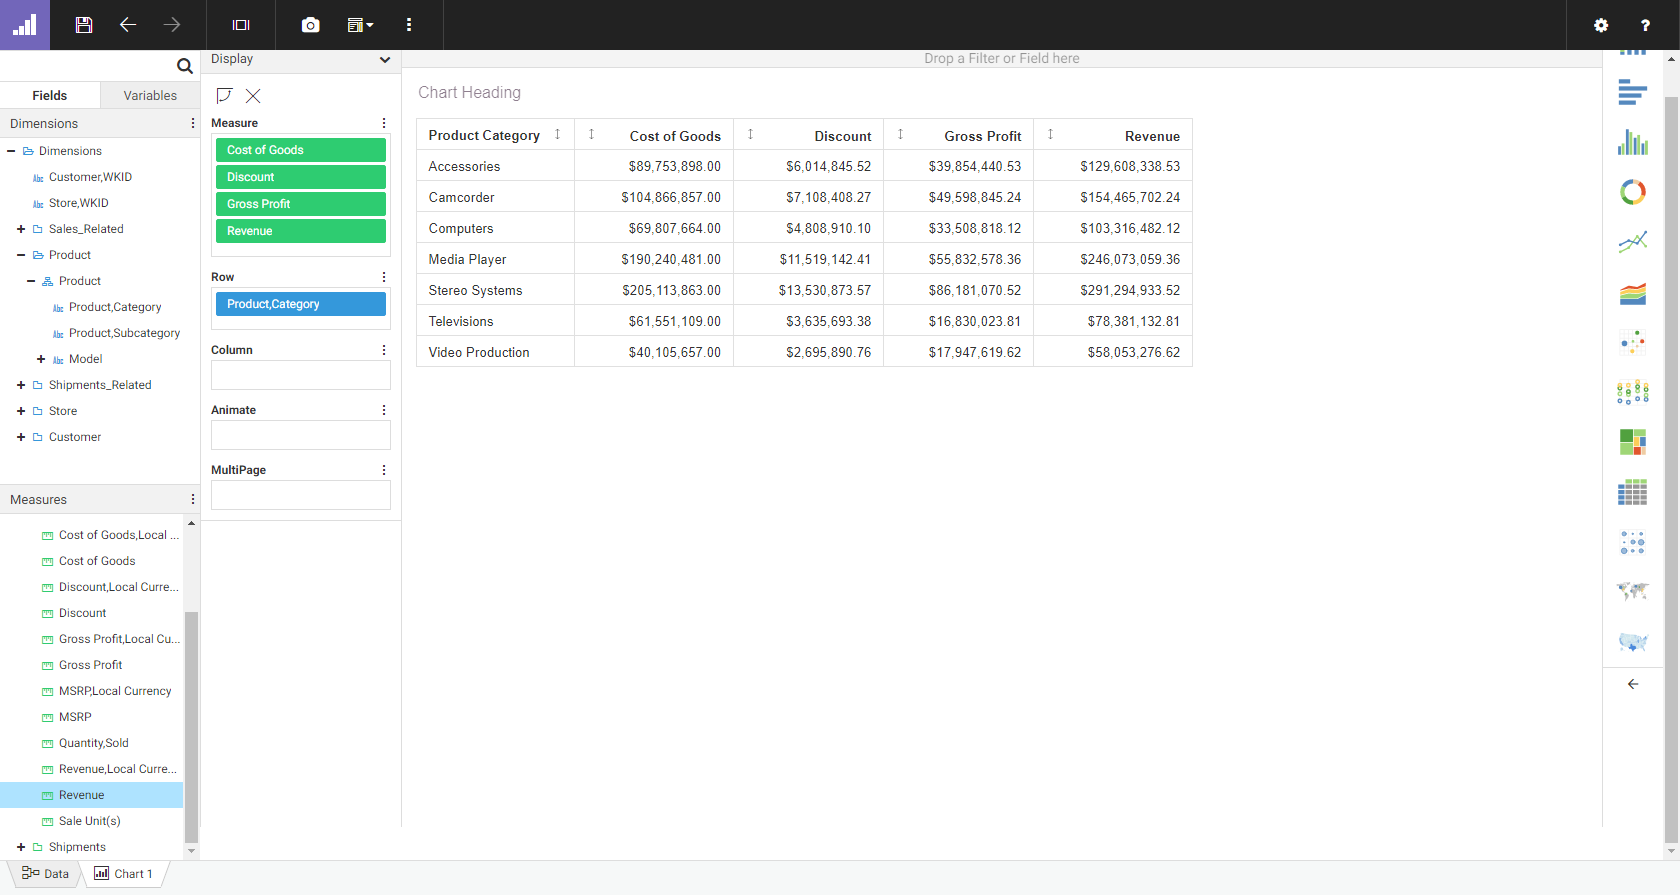 Display
Drop a Filter or Field here
Fields
Variables
Dimensions
Dimensions
Abc Customer,WKID
Abc Store,WKID
Sales_Related
Product
Product
Abc Product,Category
Abc Product,Subcategory
Abc Model
Shipments_Related
Store
Customer
Measures
Cost of Goods,Local ...
Cost of Goods
Discount,Local Curre...
Discount
Gross Profit,Local Cu...
Gross Profit
MSRP,Local Currency
MSRP
Quantity,Sold
Revenue,Local Curre...
Revenue
Sale Unit(s)
Shipments
Measure
Cost of Goods
Discount
Gross Profit
Revenue
Row
Product,Category
Column
Animate
MultiPage
Chart Heading
Product Category Cost of Goods Discount Gross Profit Revenue
Accessories $89,753,898.00 $6,014,845.52 $39,854,440.53 $129,608,338.53
Camcorder $104,866,857.00 $7,108,408.27 $49,598,845.24 $154,465,702.24
Computers $69,807,664.00 $4,808,910.10 $33,508,818.12 $103,316,482.12
Media Player $190,240,481.00 $11,519,142.41 $55,832,578.36 $246,073,059.36
Stereo Systems $205,113,863.00 $13,530,873.57 $86,181,070.52 $291,294,933.52
Televisions $61,551,109.00 $3,635,693.38 $16,830,023.81 $78,381,132.81
Video Production $40,105,657.00 $2,695,890.76 $17,947,619.62 $58,053,276.62
Data
Chart 1